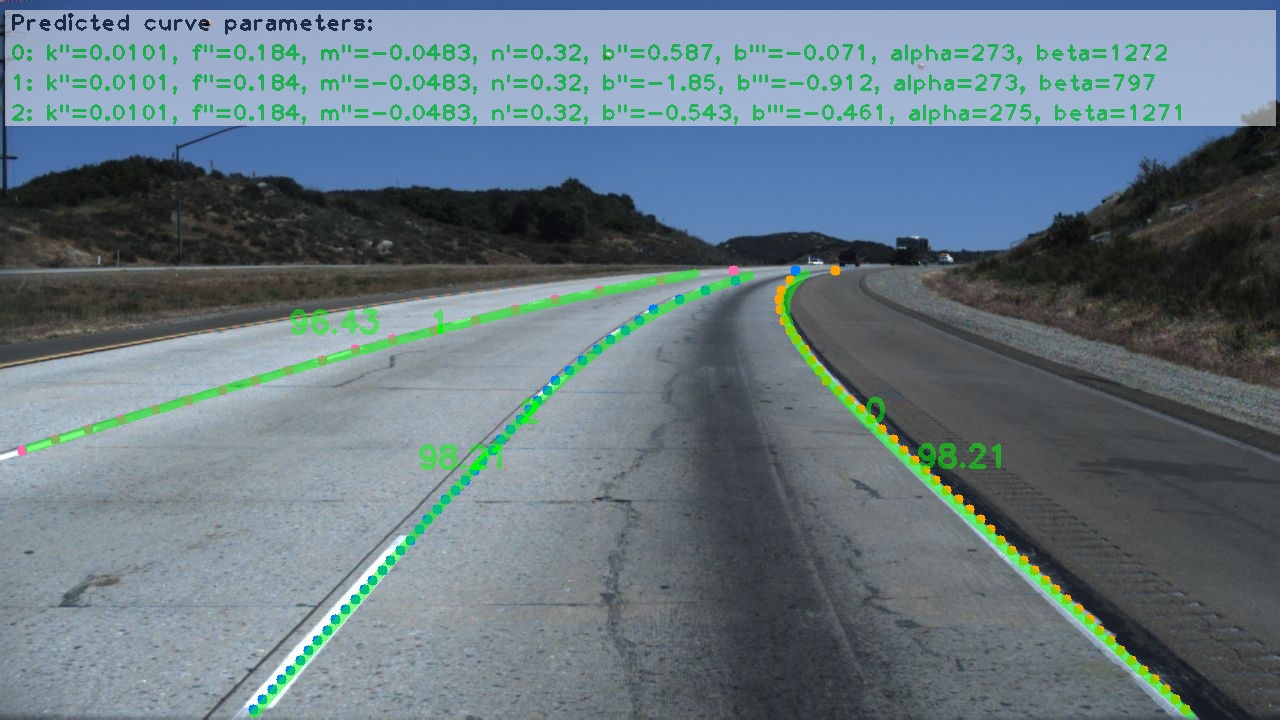 Predicted curve parameters:
0: k''=0.0101, f''=0.184, m''=−0.0483, n'=0.32, b''=0.587, b'''=−0.071, alpha=273, beta=1272
1: k''=0.0101, f''=0.184, m''=−0.0483, n'=0.32, b''=−1.85, b'''=−0.912, alpha=273, beta=797
2: k''=0.0101, f''=0.184, m''=−0.0483, n'=0.32, b''=−0.543, b'''=−0.461, alpha=275, beta=1271
96.43 1
2 0
98.21 98.21